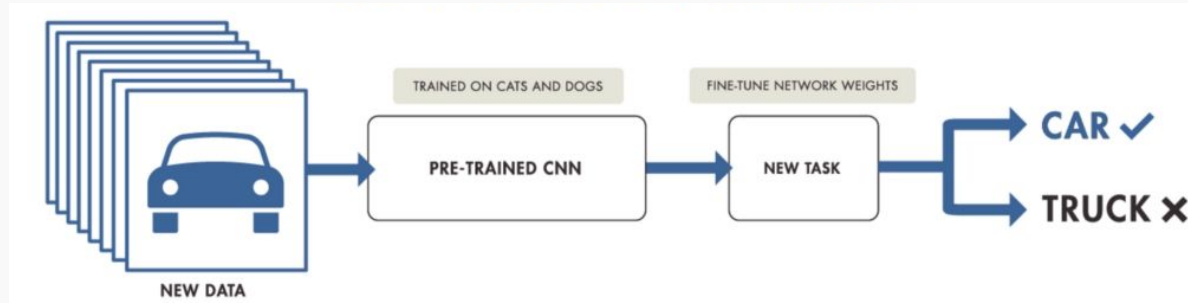 TRAINED ON CATS AND DOGS
FINE-TUNE NETWORK WEIGHTS
PRE-TRAINED CNN
NEW TASK
CAR ✓
TRUCK ✕
NEW DATA